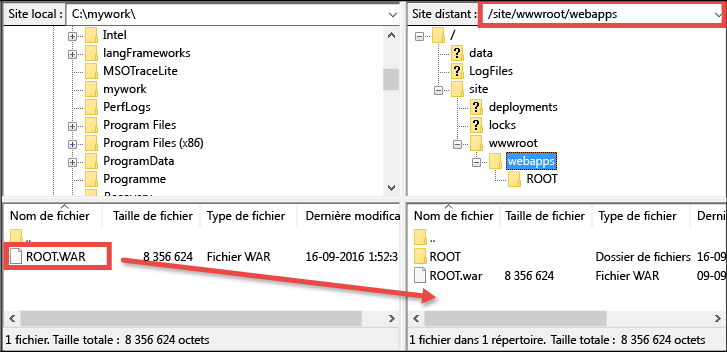 Site local : C:\mywork\
Intel
langFrameworks
MSOTraceLite
mywork
PerfLogs
Program Files
Program Files (x86)
ProgramData
Programme
Recovery
Nom de fichier Taille de fichier Type de fichier Dernière modifica
..
ROOT.WAR 8 356 624 Fichier WAR 16-09-2016 1:52:3
1 fichier. Taille totale : 8 356 624 octets
Site distant : /site/wwwroot/webapps
/
? data
? LogFiles
site
? deployments
? locks
wwwroot
webapps
ROOT
Nom de fichier Taille de fichier Type de fichier Derniè
..
ROOT Dossier de fichiers 16-09
ROOT.war 8 356 624 Fichier WAR 09-09-
1 fichier dans 1 répertoire. Taille totale : 8 356 624 octets